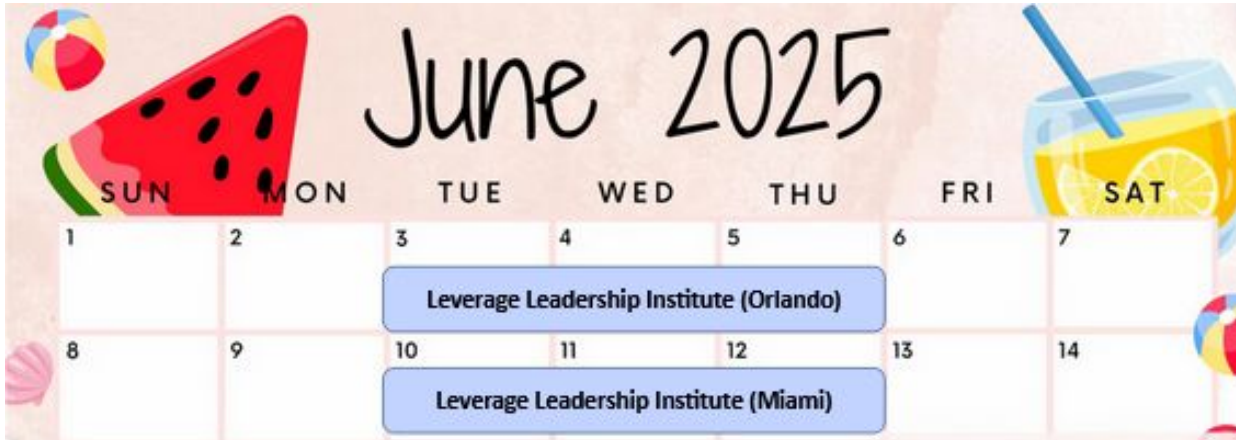 June 2025
SUN MON TUE WED THU FRI SAT
1 2 3 4 5 6 7
Leverage Leadership Institute (Orlando)
8 9 10 11 12 13 14
Leverage Leadership Institute (Miami)